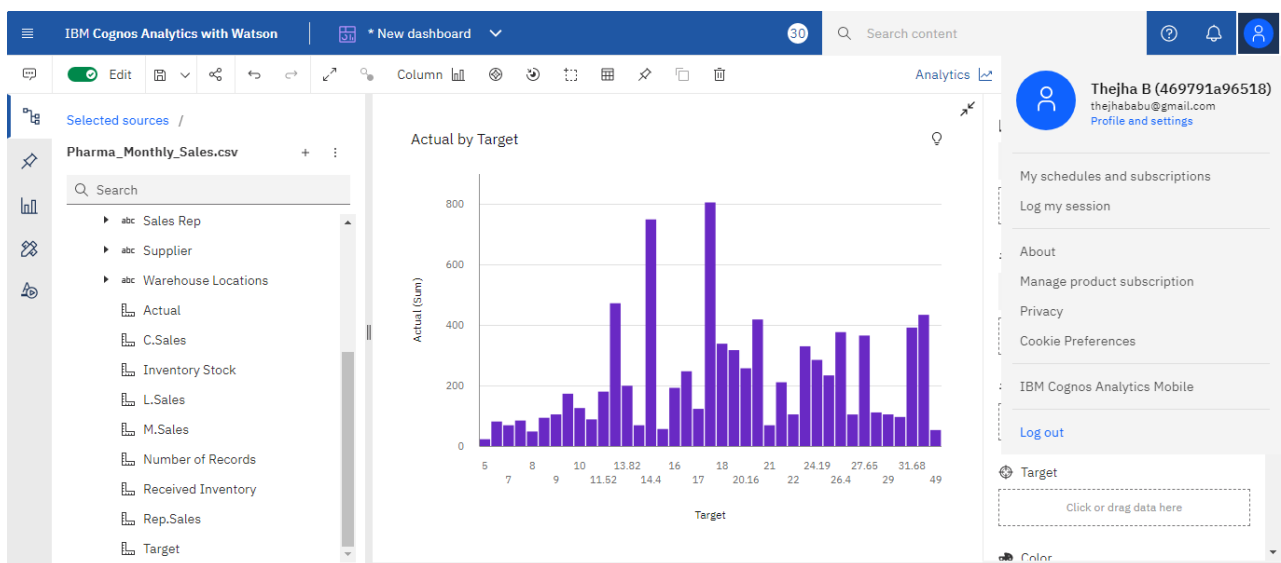 IBM Cognos Analytics with Watson
* New dashboard
30
Search content
Edit
Column
Analytics
Thejha B (469791a96518)
thejhababu@gmail.com
Profile and settings
My schedules and subscriptions
Log my session
About
Manage product subscription
Privacy
Cookie Preferences
IBM Cognos Analytics Mobile
Log out
Selected sources /
Pharma_Monthly_Sales.csv
Search
abc Sales Rep
abc Supplier
abc Warehouse Locations
Actual
C.Sales
Inventory Stock
L.Sales
M.Sales
Number of Records
Received Inventory
Rep.Sales
Target
Actual by Target
Actual (Sum)
800
600
400
200
0
5 8 10 13.82 16 18 21 24.19 27.65 31.68
7 9 11.52 14.4 17 20.16 22 26.4 29 49
Target
Target
Click or drag data here
Color